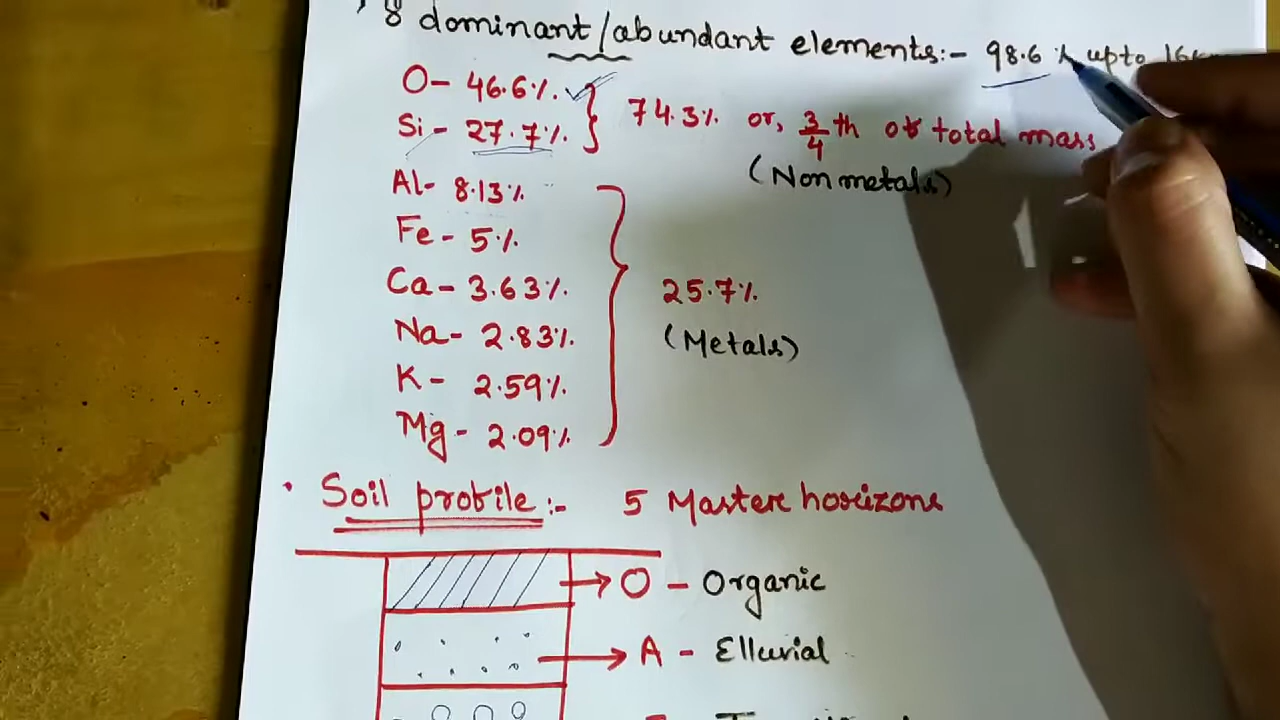 8 dominant/abundant elements:- 98.6 % upto 16
O- 46.6%.
Si- 27.7%.
74.3% or, 3/4 th of total mass
(Non metals)
Al- 8.13%.
Fe- 5%.
Ca- 3.63%.
Na- 2.83%.
K- 2.59%.
Mg- 2.09%.
25.7%.
(Metals)
• Soil profile:- 5 Master horizons
O - Organic
A - Elluvial